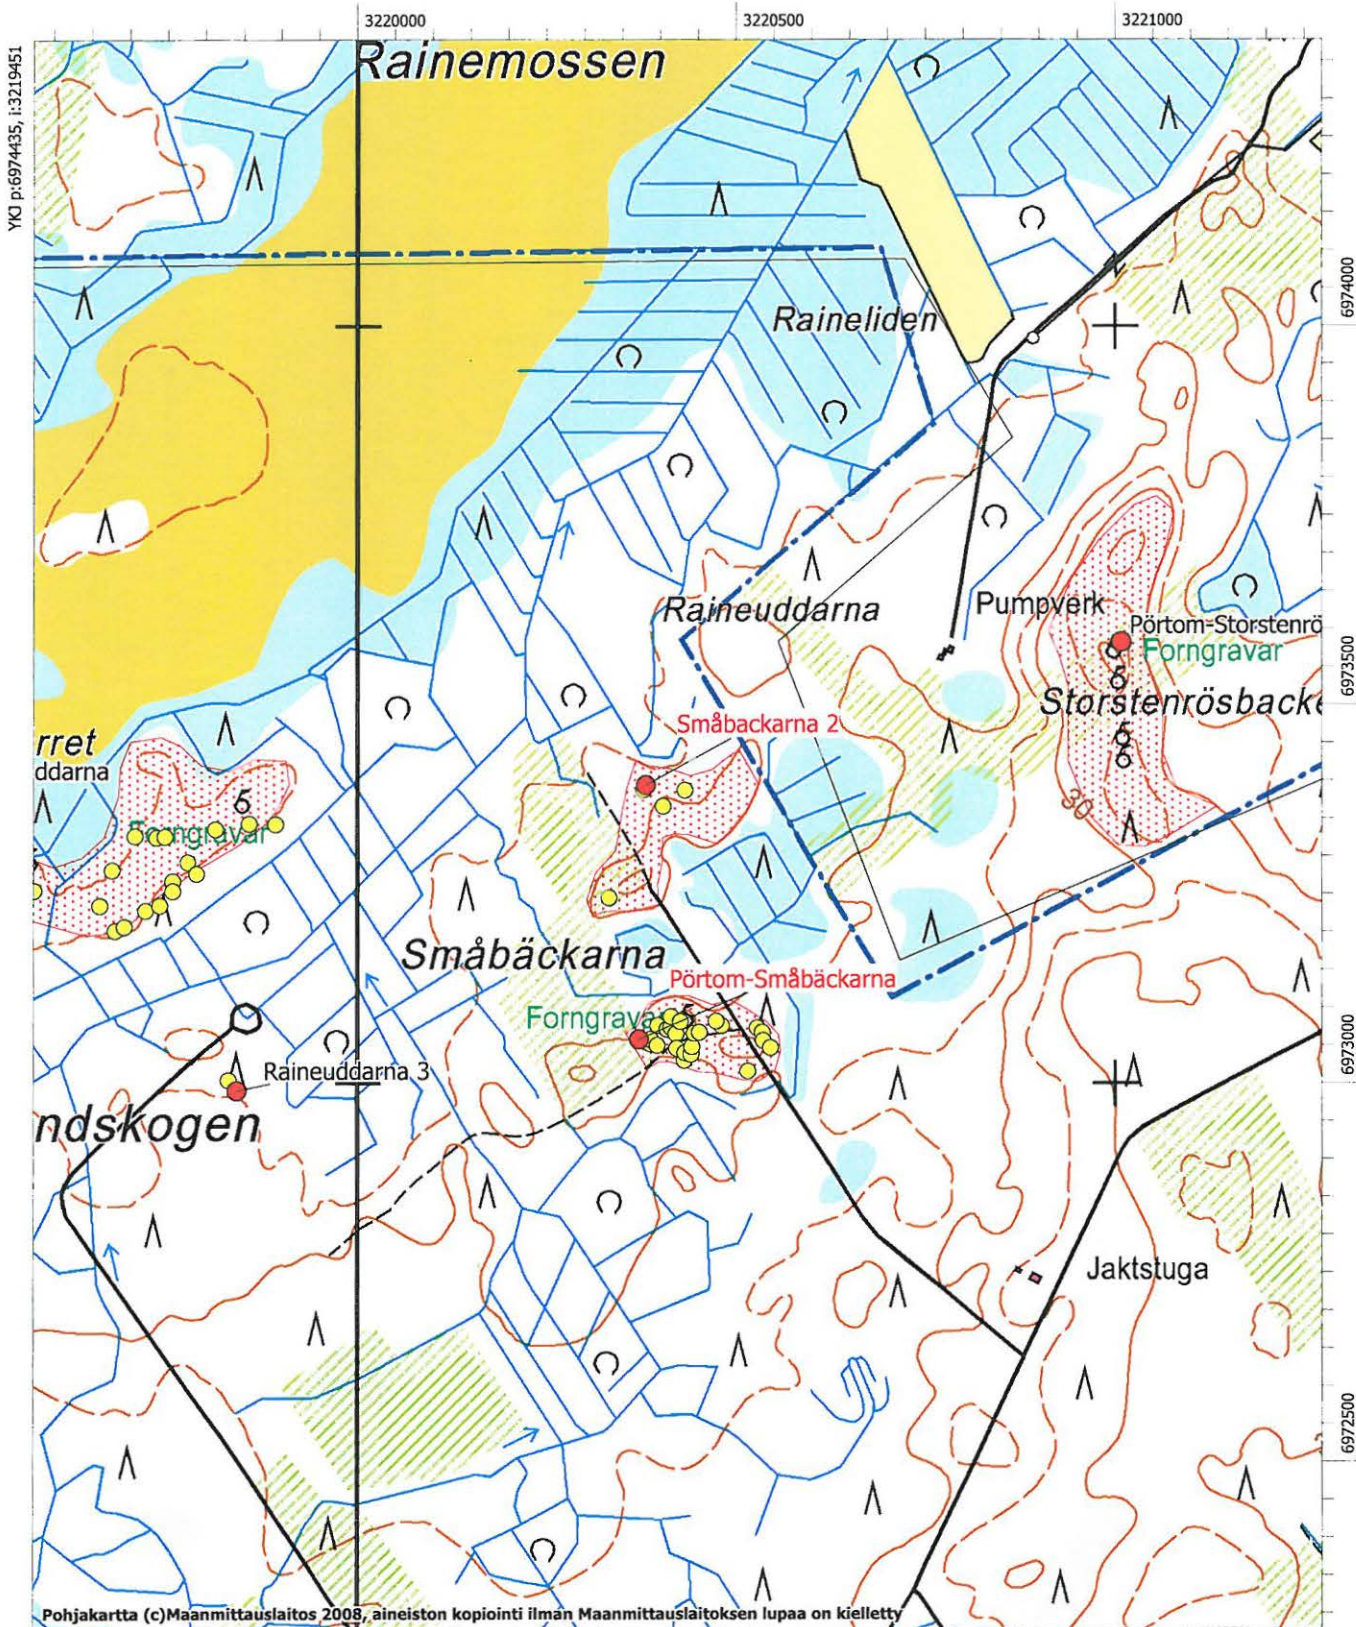 3220000
3220500
3221000
YKJ p:6974435, i:3219451
Rainemossen
6974000
Raineliden
Raineuddarna
Pumpverk
Pörtom-Storstenrö
Forngravar
6973500
Storstenrösbacke
Småbackarna 2
rret
ddarna
30
Forngravar
Småbäckarna
Pörtom-Småbäckarna
Forngrava
6973000
Raineuddarna 3
ndskogen
Jaktstuga
6972500
Pohjakartta (c)Maanmittauslaitos 2008, aineiston kopiointi ilman Maanmittauslaitoksen lupaa on kielletty